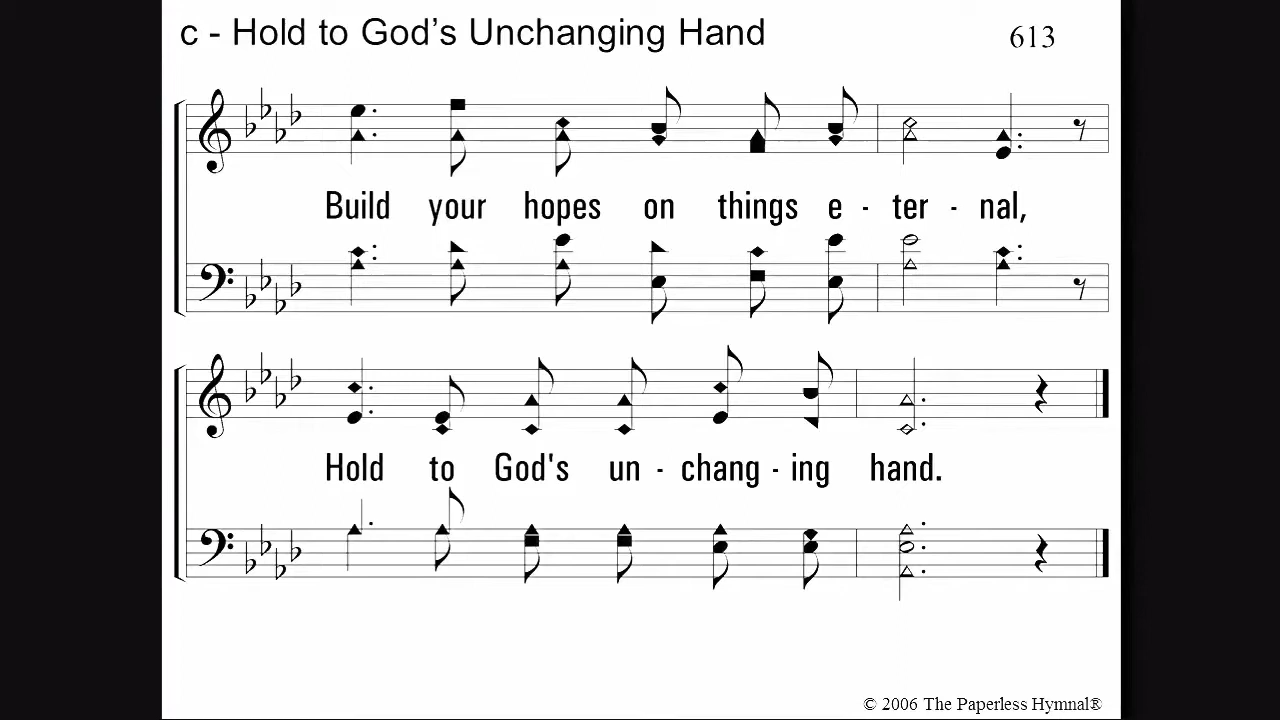 c - Hold to God’s Unchanging Hand 613
Build your hopes on things e - ter - nal,
Hold to God's un - chang - ing hand.
© 2006 The Paperless Hymnal®